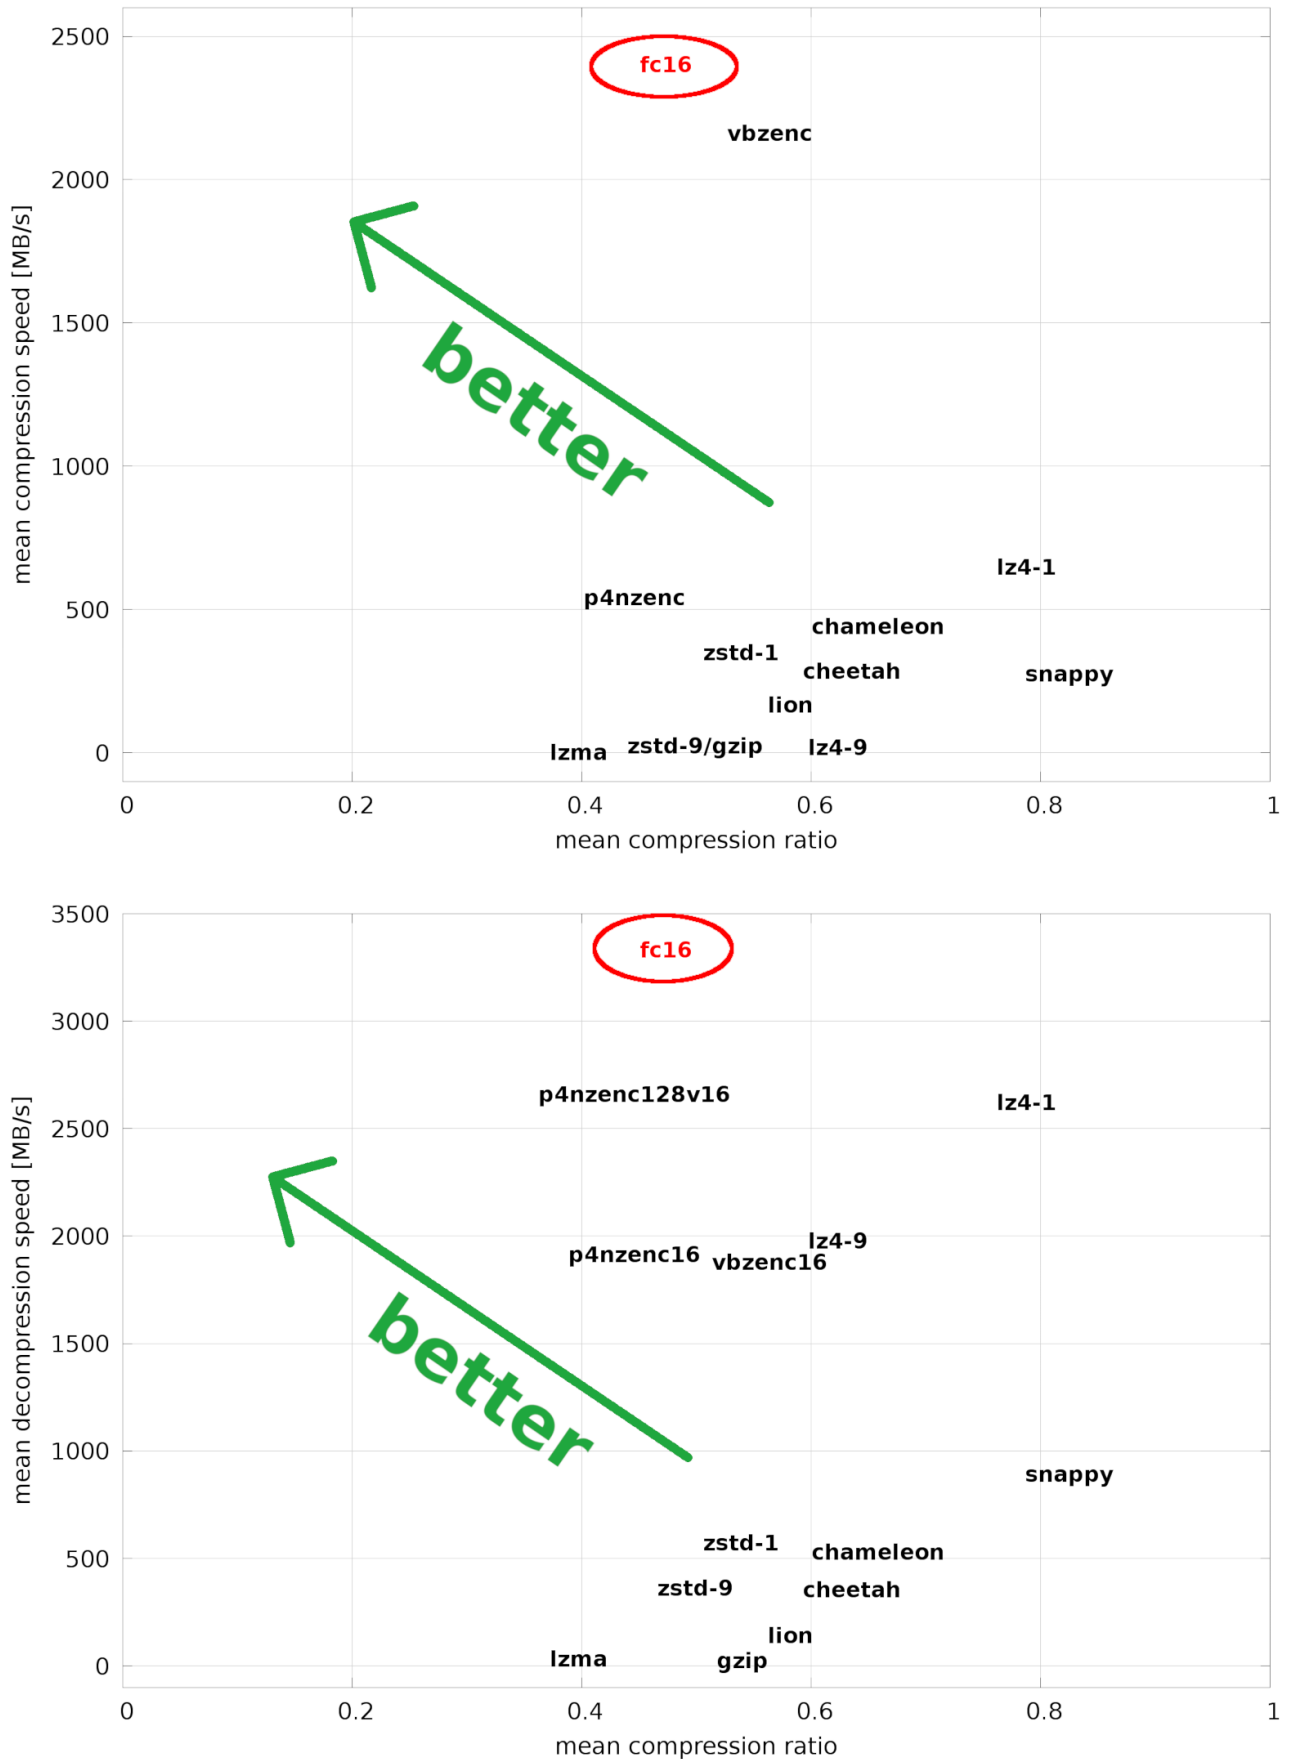 2500
fc16
vbzenc
2000
better
1500
1000
mean compression speed [MB/s]
lz4-1
p4nzenc
500
chameleon
zstd-1
cheetah
snappy
lion
lzma
zstd-9/gzip
lz4-9
0
0 0.2 0.4 0.6 0.8 1
mean compression ratio
3500
fc16
3000
p4nzenc128v16
lz4-1
2500
mean decompression speed [MB/s]
2000
lz4-9
p4nzenc16
vbzenc16
better
1500
1000
snappy
zstd-1
chameleon
500
zstd-9
cheetah
lion
lzma
gzip
0
0 0.2 0.4 0.6 0.8 1
mean compression ratio